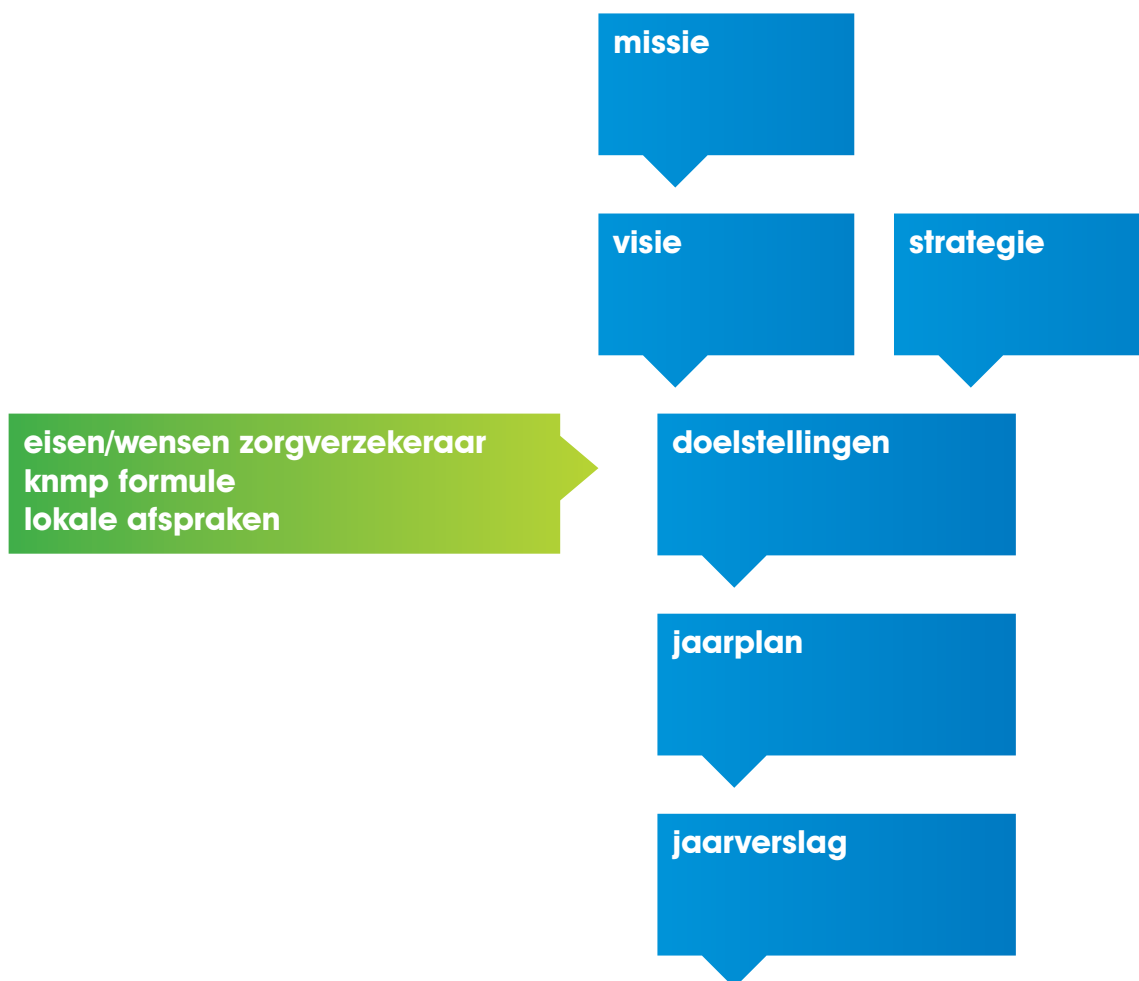 missie
visie
strategie
eisen/wensen zorgverzekeraar
knmp formule
lokale afspraken
doelstellingen
jaarplan
jaarverslag